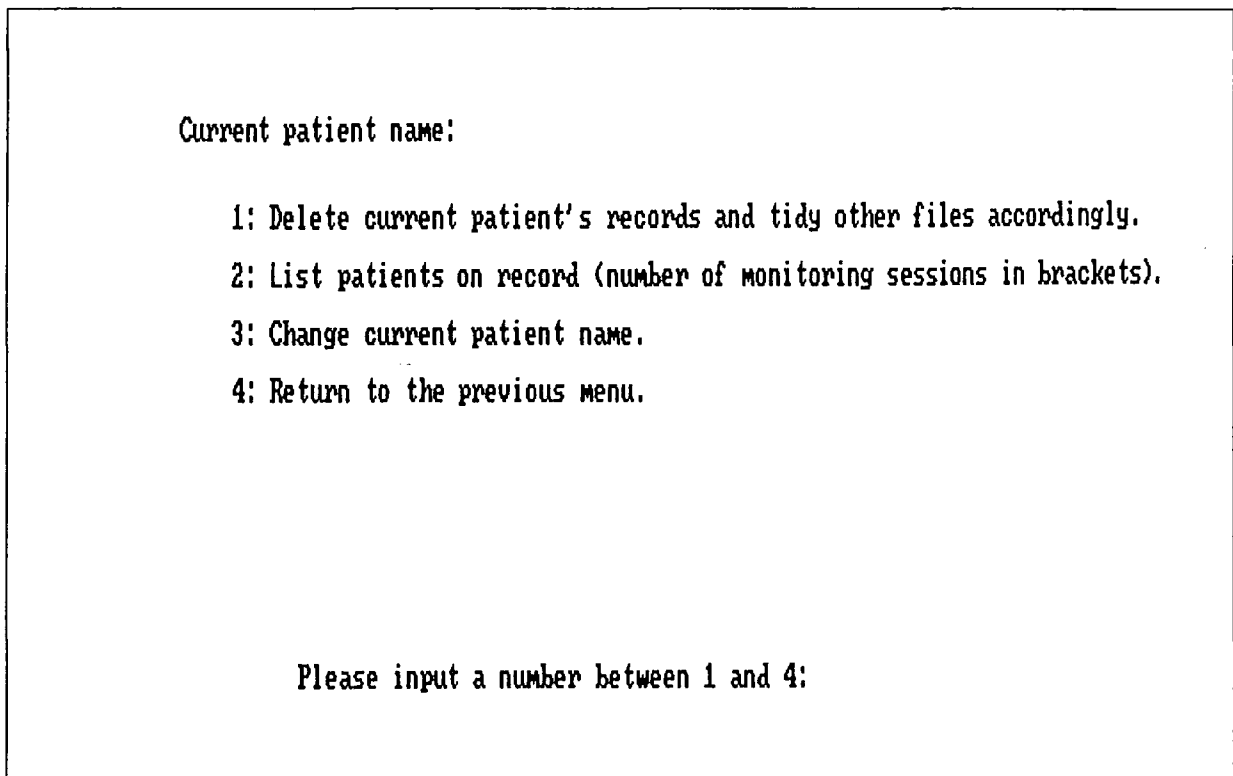 Current patient name:
1: Delete current patient's records and tidy other files accordingly.
2: List patients on record (number of monitoring sessions in brackets).
3: Change current patient name.
4: Return to the previous menu.
Please input a number between 1 and 4: